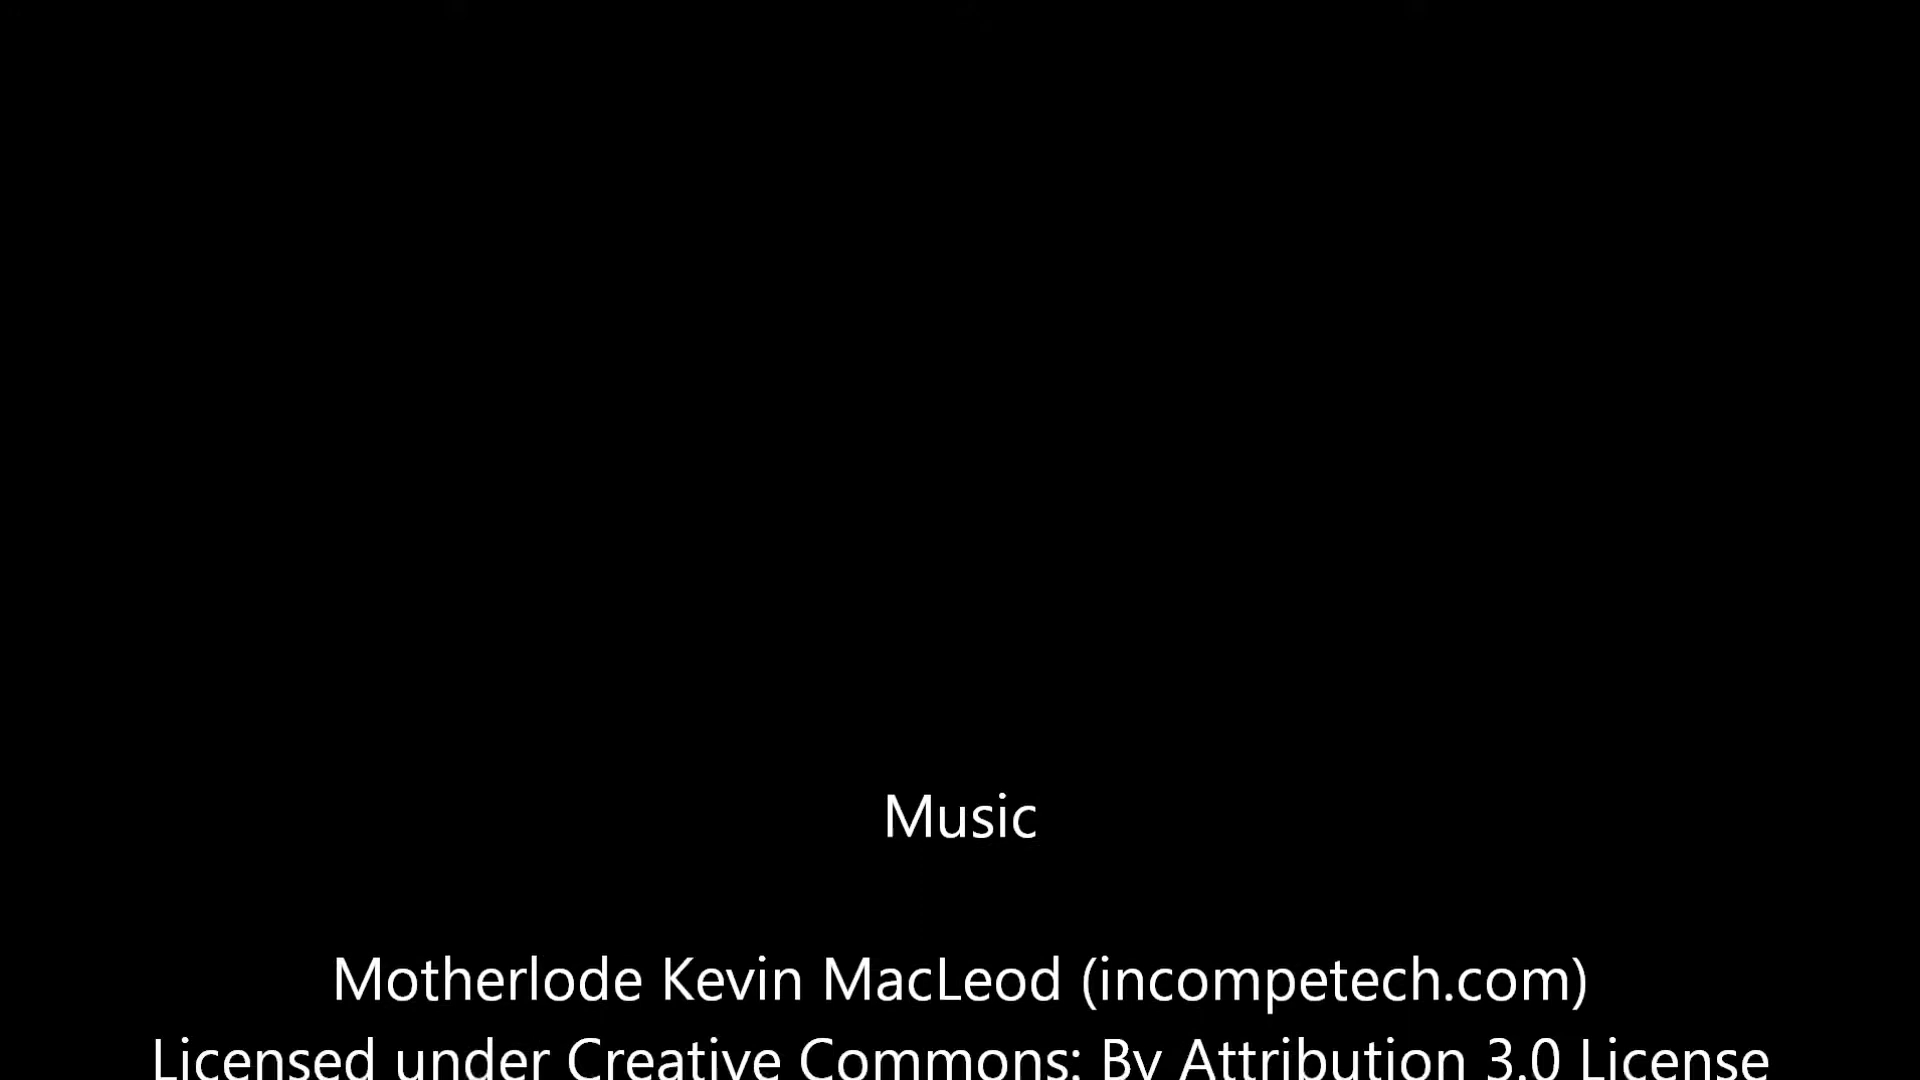 Music
Motherlode Kevin MacLeod (incompetech.com)
Licensed under Creative Commons: By Attribution 3.0 License